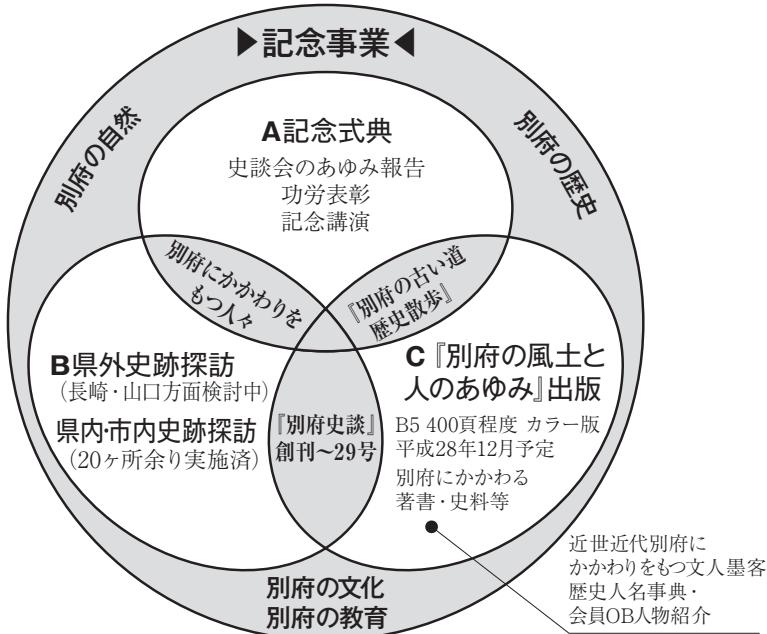 ▶記念事業◀
別府の自然
別府の歴史
A記念式典
史談会のあゆみ報告
功労表彰
記念講演
別府にかかわりを
もつ人々
『別府の古い道
歴史散歩』
B県外史跡探訪
(長崎・山口方面検討中)
県内・市内史跡探訪
(20ヶ所余り実施済)
『別府史談』
創刊〜29号
C『別府の風土と
人のあゆみ』出版
B5 400頁程度 カラー版
平成28年12月予定
別府にかかわる
著書・史料等
別府の文化
別府の教育
近世近代別府に
かかわりをもつ文人墨客
歴史人名事典・
会員OB人物紹介